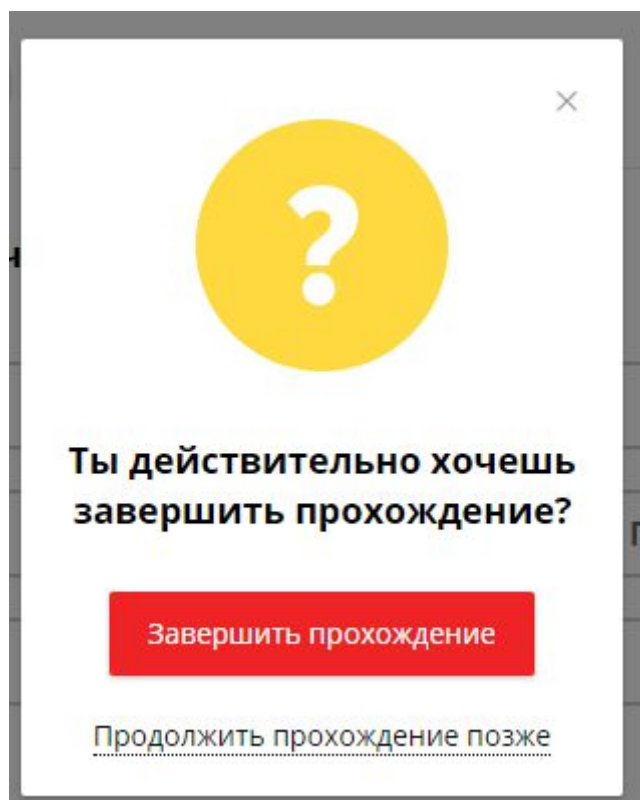 ?
Ты действительно хочешь
завершить прохождение?
Завершить прохождение
Продолжить прохождение позже